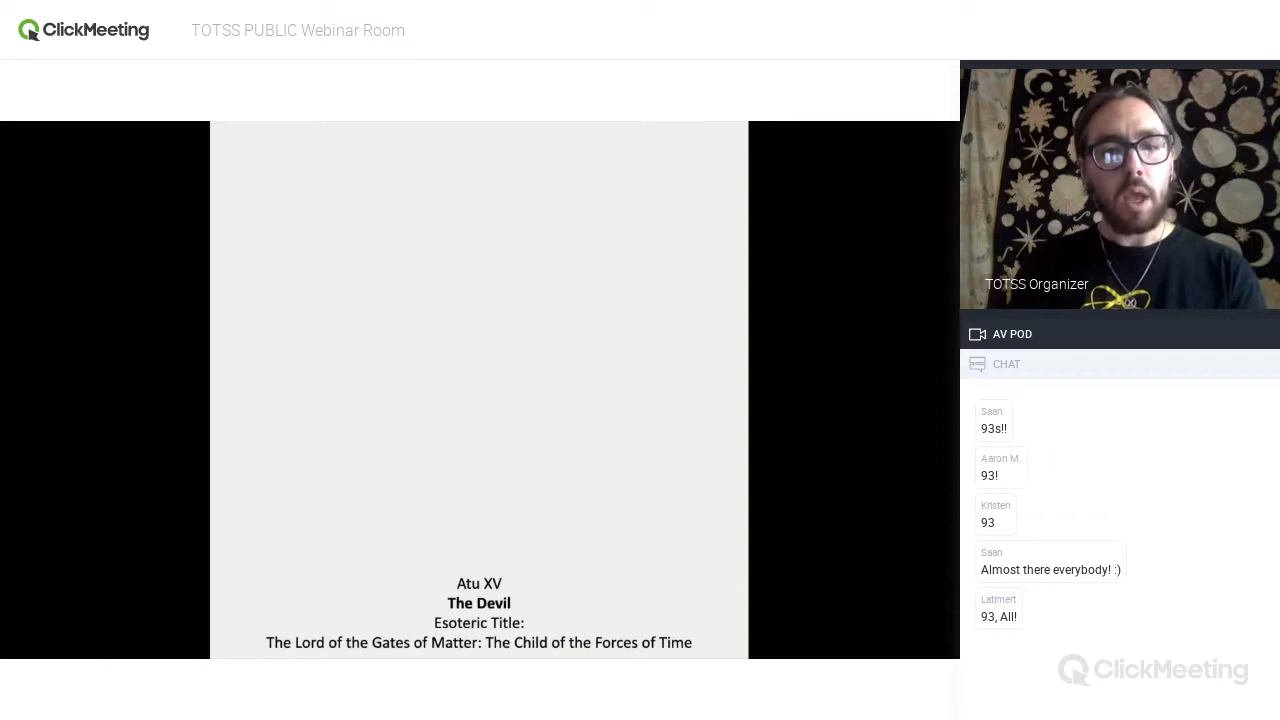 ClickMeeting
TOTSS PUBLIC Webinar Room
Atu XV
The Devil
Esoteric Title:
The Lord of the Gates of Matter: The Child of the Forces of Time
TOTSS Organizer
AV POD
CHAT
Saan
93s!!
Aaron M.
93!
Kristen
93
Saan
Almost there everybody! :)
Latimert
93, All!
ClickMeeting